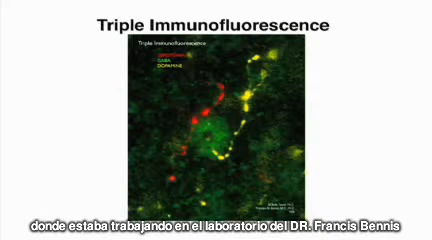 Triple Immunofluorescence
Triple Immunofluorescence
GABA
DOPAMINE
donde estaba trabajando en el laboratorio del DR. Francis Bennis